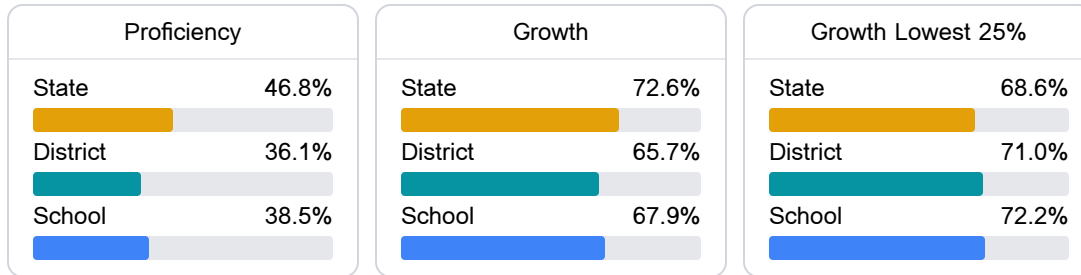 Proficiency
State 46.8%
District 36.1%
School 38.5%
Growth
State 72.6%
District 65.7%
School 67.9%
Growth Lowest 25%
State 68.6%
District 71.0%
School 72.2%